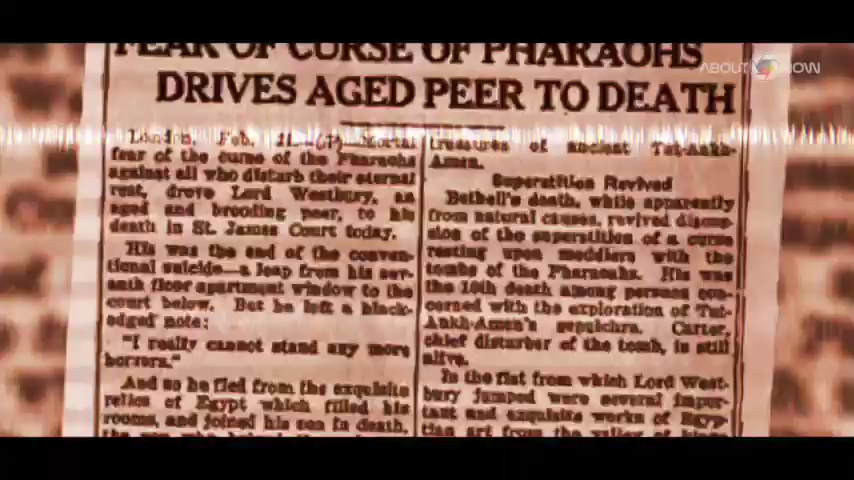 FEAR OF CURSE OF PHARAOHS
DRIVES AGED PEER TO DEATH
ABOUT NOW
London, Feb. 21 (AP)—Mortal
fear of the curse of the Pharaohs
against all who disturb their eternal
rest, drove Lord Westbury, an
aged and brooding peer, to his
death in St. James Court today.
His was the end of the conven-
tional suicide—a leap from his sev-
enth floor apartment window to the
court below. But he left a black-
edged note:
"I really cannot stand any more
horrors."
And so he fled from the exquisite
relics of Egypt which filled his
rooms, and joined his son in death,
treasures of ancient Tut-Ankh-
Amen.
Superstition Revived
Bethell's death, while apparently
from natural causes, revived discus-
sion of the superstition of a curse
resting upon meddlers with the
tombs of the Pharaohs. His was
the 10th death among persons con-
cerned with the exploration of Tut-
Ankh-Amen's sepulchre. Carter,
chief disturber of the tomb, is still
alive.
In the flat from which Lord West-
bury jumped were several impor-
tant and exquisite works of Egyp-
tian art from the valley of kings